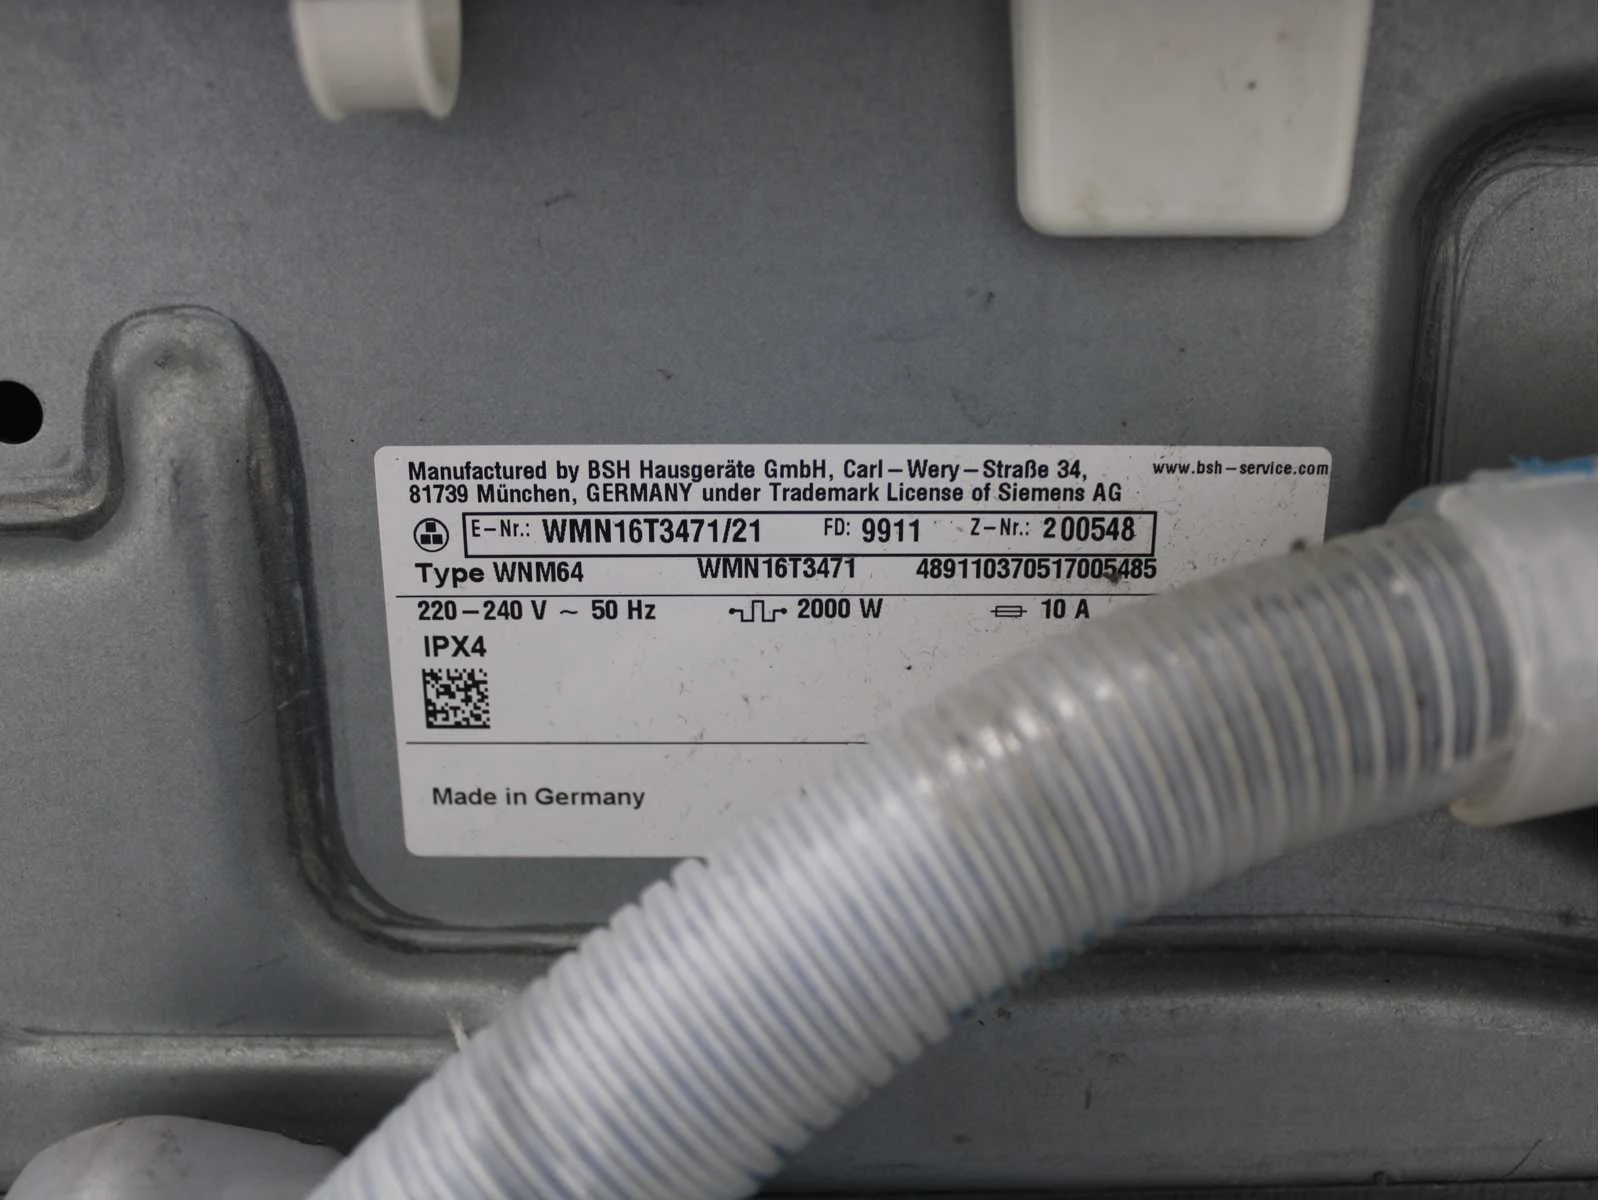 Manufactured by BSH Hausgeräte GmbH, Carl-Wery-Straße 34, www.bsh-service.com
81739 München, GERMANY under Trademark License of Siemens AG
E-Nr.: WMN16T3471/21 FD: 9911 Z-Nr.: 200548
Type WNM64 WMN16T3471 489110370517005485
220-240 V ~ 50 Hz 2000 W 10 A
IPX4
Made in Germany